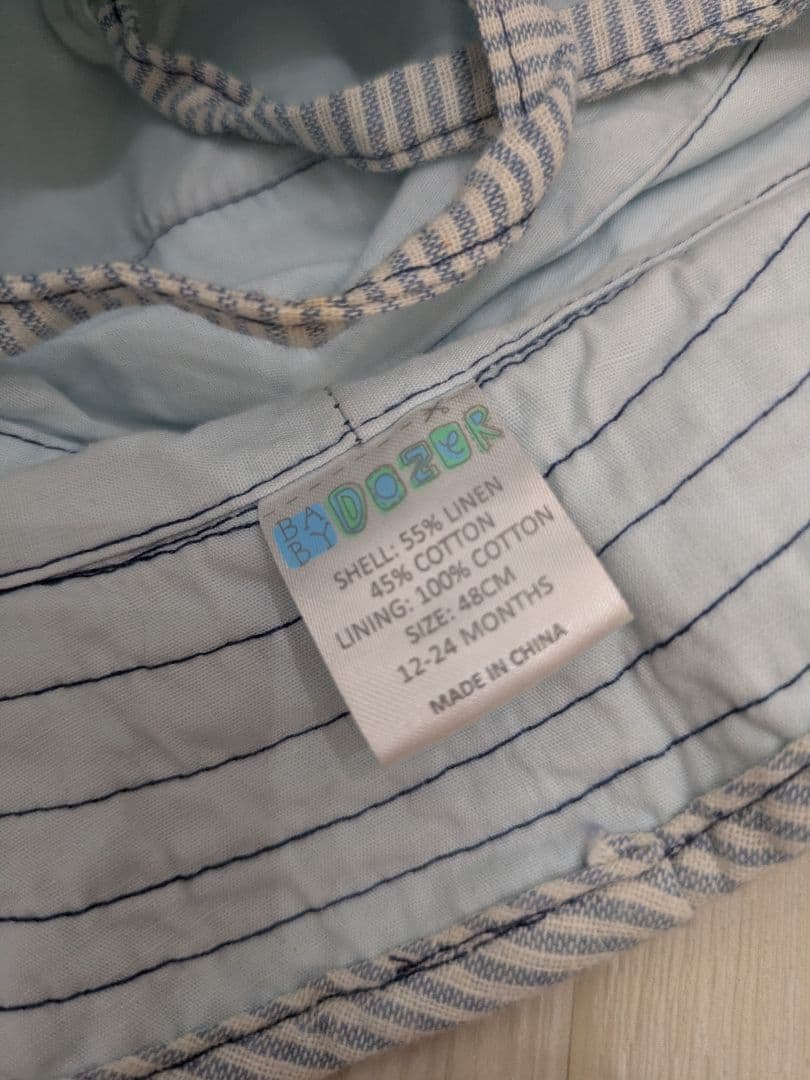 BABY DOZER
SHELL: 55% LINEN
45% COTTON
LINING: 100% COTTON
SIZE: 48CM
12-24 MONTHS
MADE IN CHINA